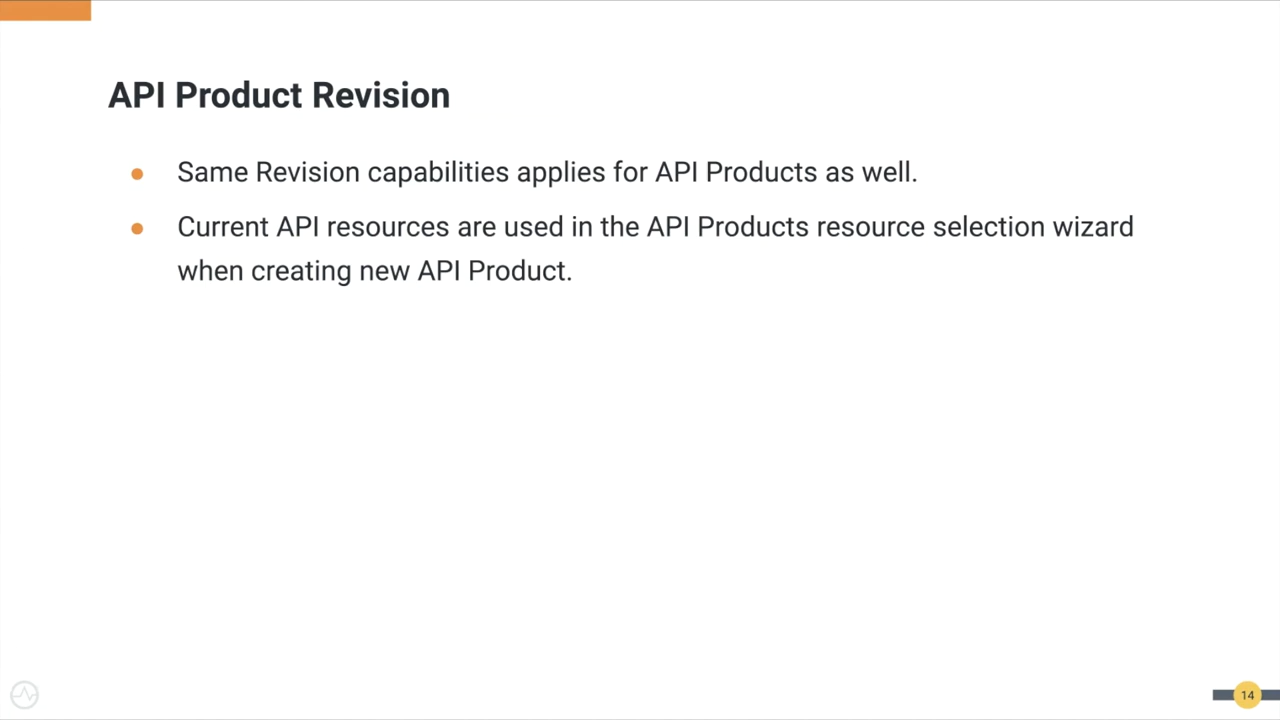 API Product Revision
● Same Revision capabilities applies for API Products as well.
● Current API resources are used in the API Products resource selection wizard
when creating new API Product.
14